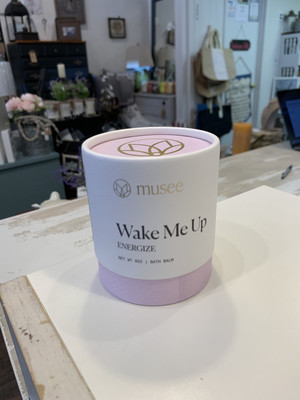 musee
Wake Me Up
ENERGIZE
NET WT 8OZ | BATH BALM